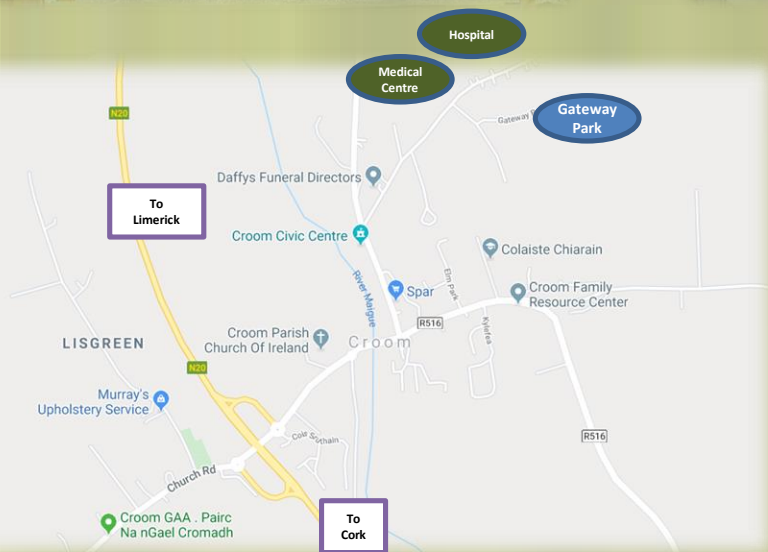 Hospital
Medical
Centre
N20
Gateway
Gateway
Park
Daffys Funeral Directors
To
Limerick
Croom Civic Centre
Colaiste Chiarain
Elm Park
River Maigue
Spar
Croom Family
Resource Center
R516
Kylefea
Croom Parish
Church Of Ireland
Croom
LISGREEN
N20
Murray's
Upholstery Service
R516
Cois Sothain
Church Rd
Croom GAA . Pairc
Na nGael Cromadh
To
Cork